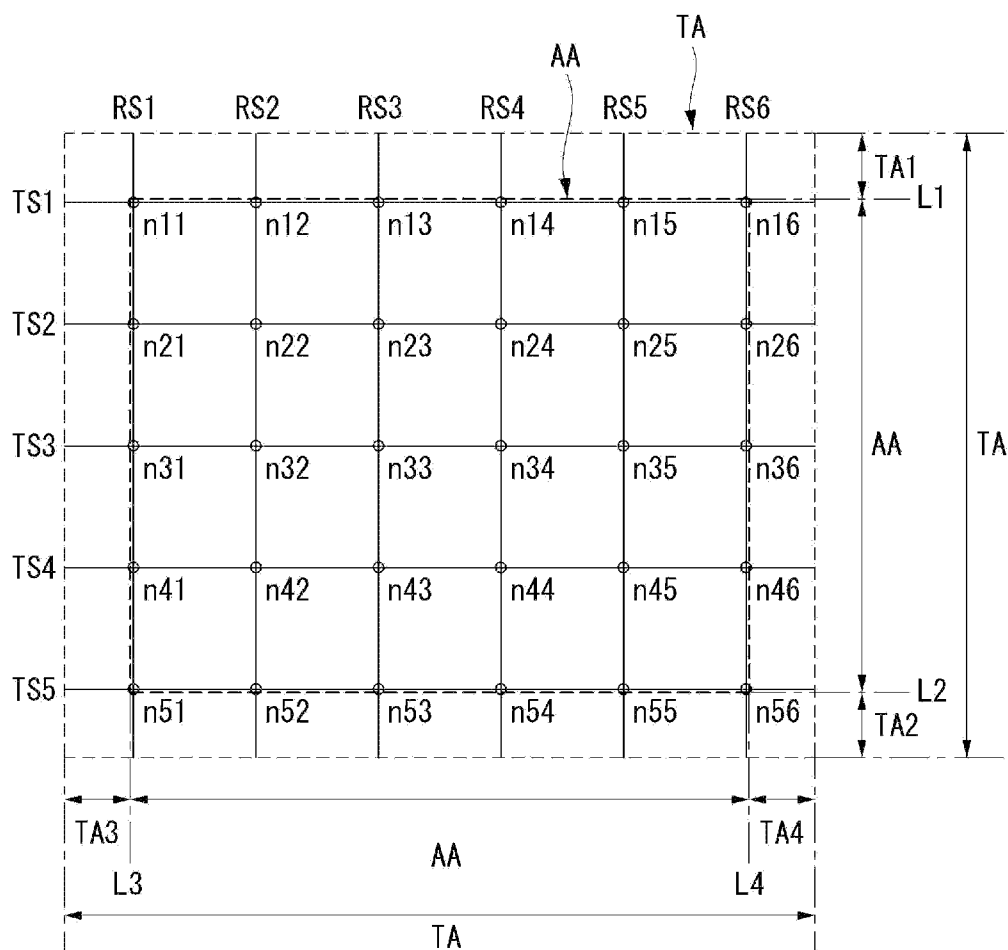 TA
AA
RS1 RS2 RS3 RS4 RS5 RS6
TA1
TS1 L1
n11 n12 n13 n14 n15 n16
TS2
n21 n22 n23 n24 n25 n26
TS3 AA TA
n31 n32 n33 n34 n35 n36
TS4
n41 n42 n43 n44 n45 n46
TS5 L2
n51 n52 n53 n54 n55 n56
TA2
TA3 TA4
AA
L3 L4
TA